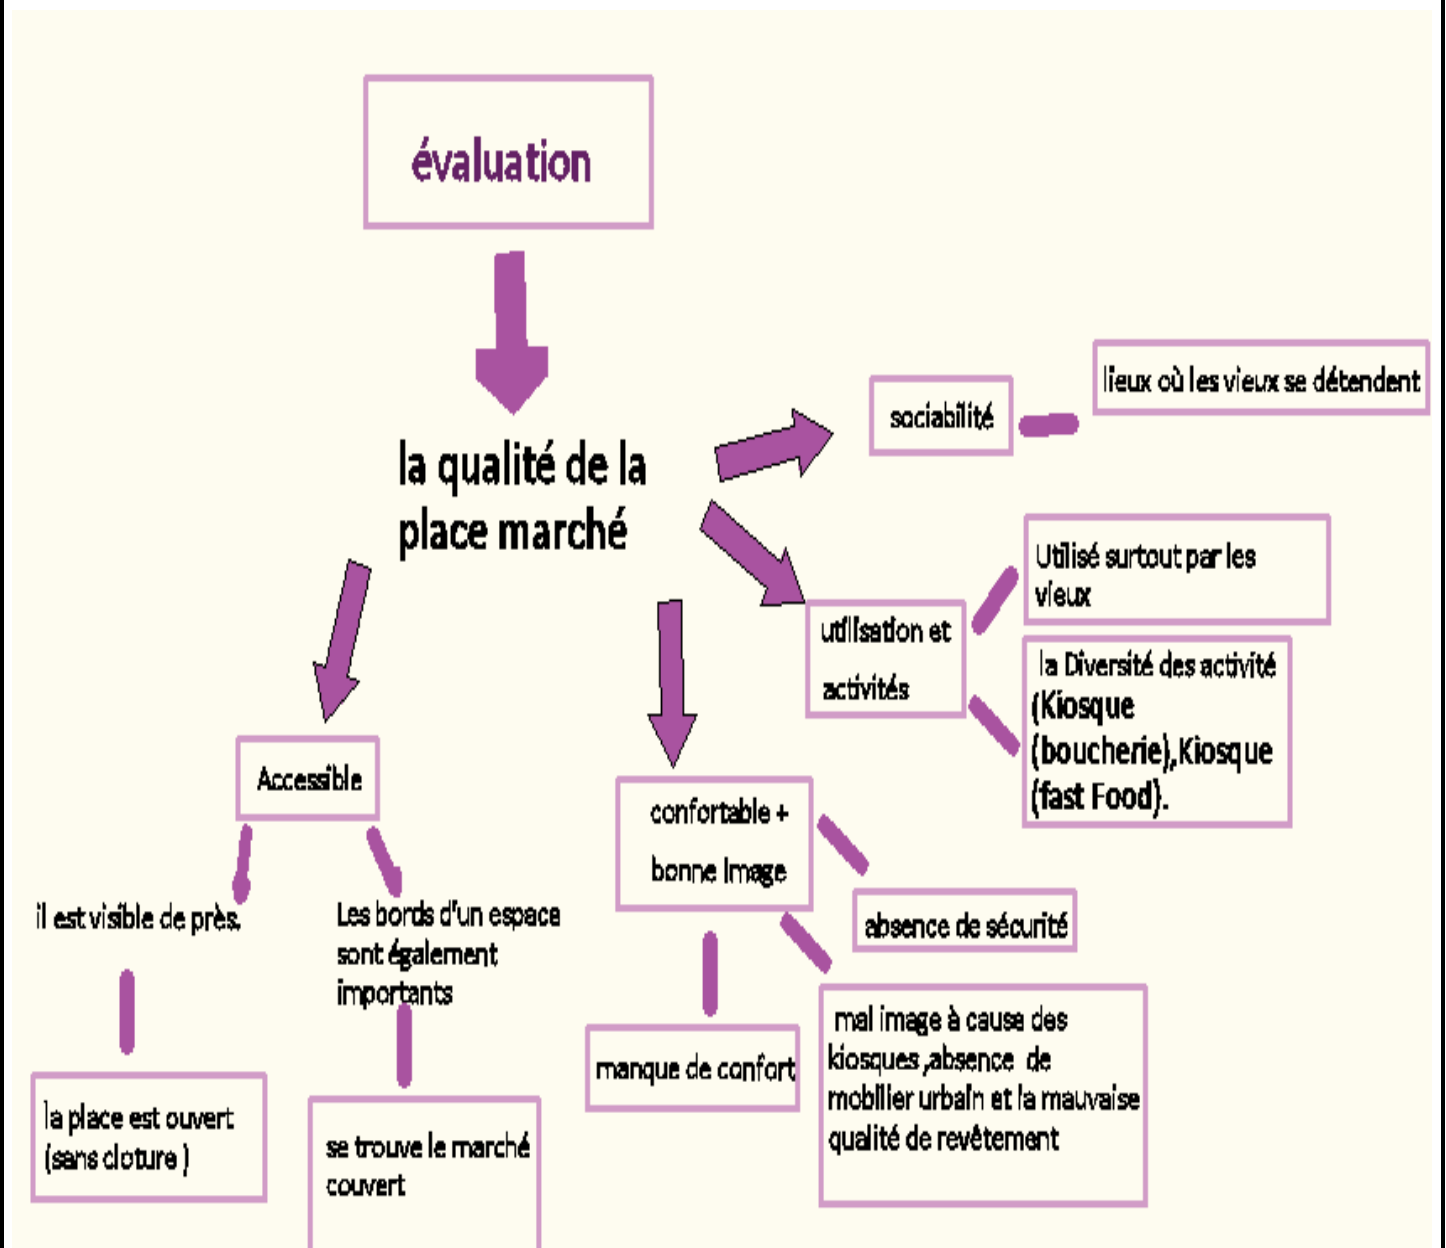 évaluation
la qualité de la
place marché
sociabilité
lieux où les vieux se détendent
utilisation et
activités
Utilisé surtout par les
vieux
la Diversité des activité
(Kiosque
(boucherie),Kiosque
(fast Food).
Accessible
il est visible de près.
la place est ouvert
(sans cloture )
Les bords d'un espace
sont également
importants
se trouve le marché
couvert
confortable +
bonne Image
absence de sécurité
manque de confort
mal image à cause des
kiosques ,absence de
mobilier urbain et la mauvaise
qualité de revêtement